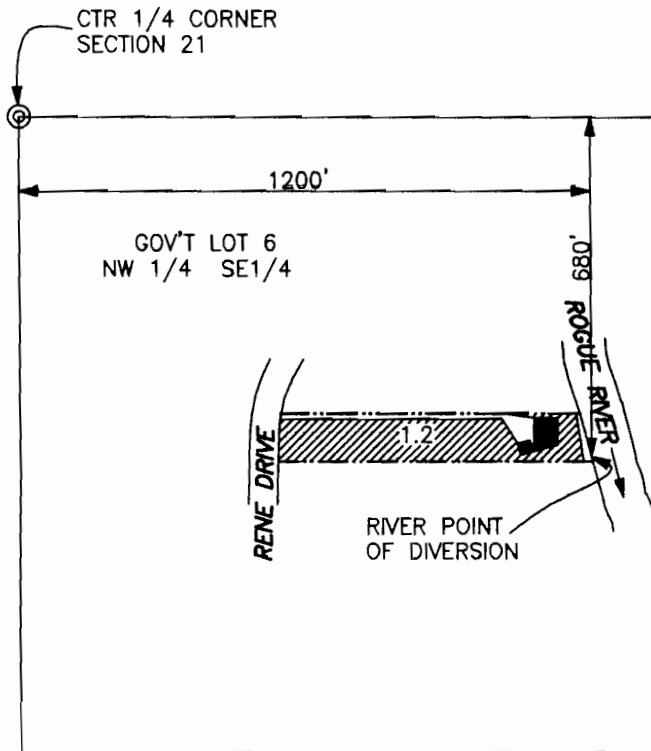 CTR 1/4 CORNER
SECTION 21
1200'
GOV'T LOT 6
NW 1/4 SE1/4
680'
ROGUE RIVER
1.2
RENE DRIVE
RIVER POINT
OF DIVERSION